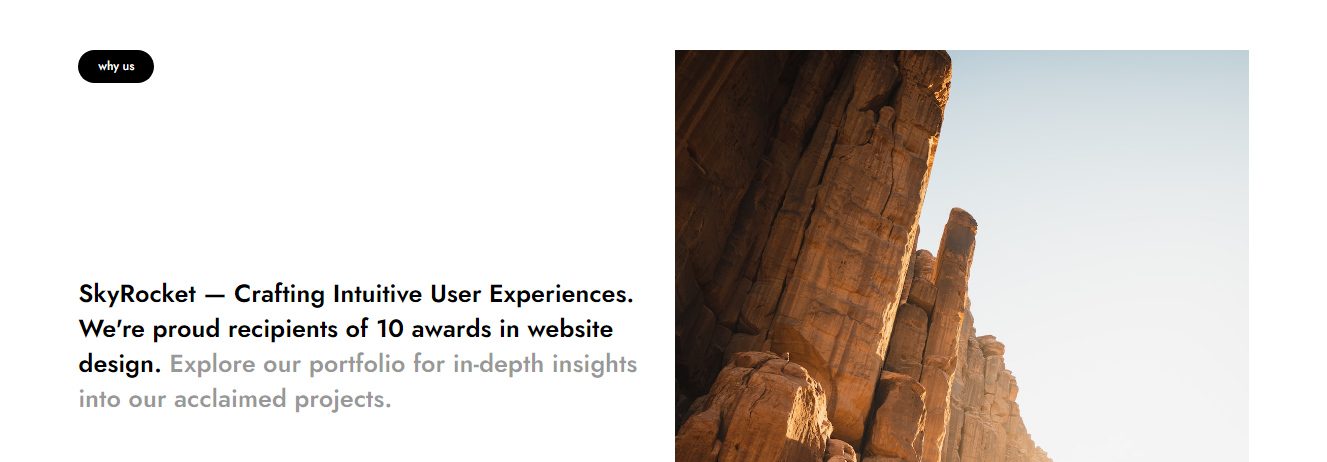 why us
SkyRocket — Crafting Intuitive User Experiences.
We're proud recipients of 10 awards in website
design. Explore our portfolio for in-depth insights
into our acclaimed projects.